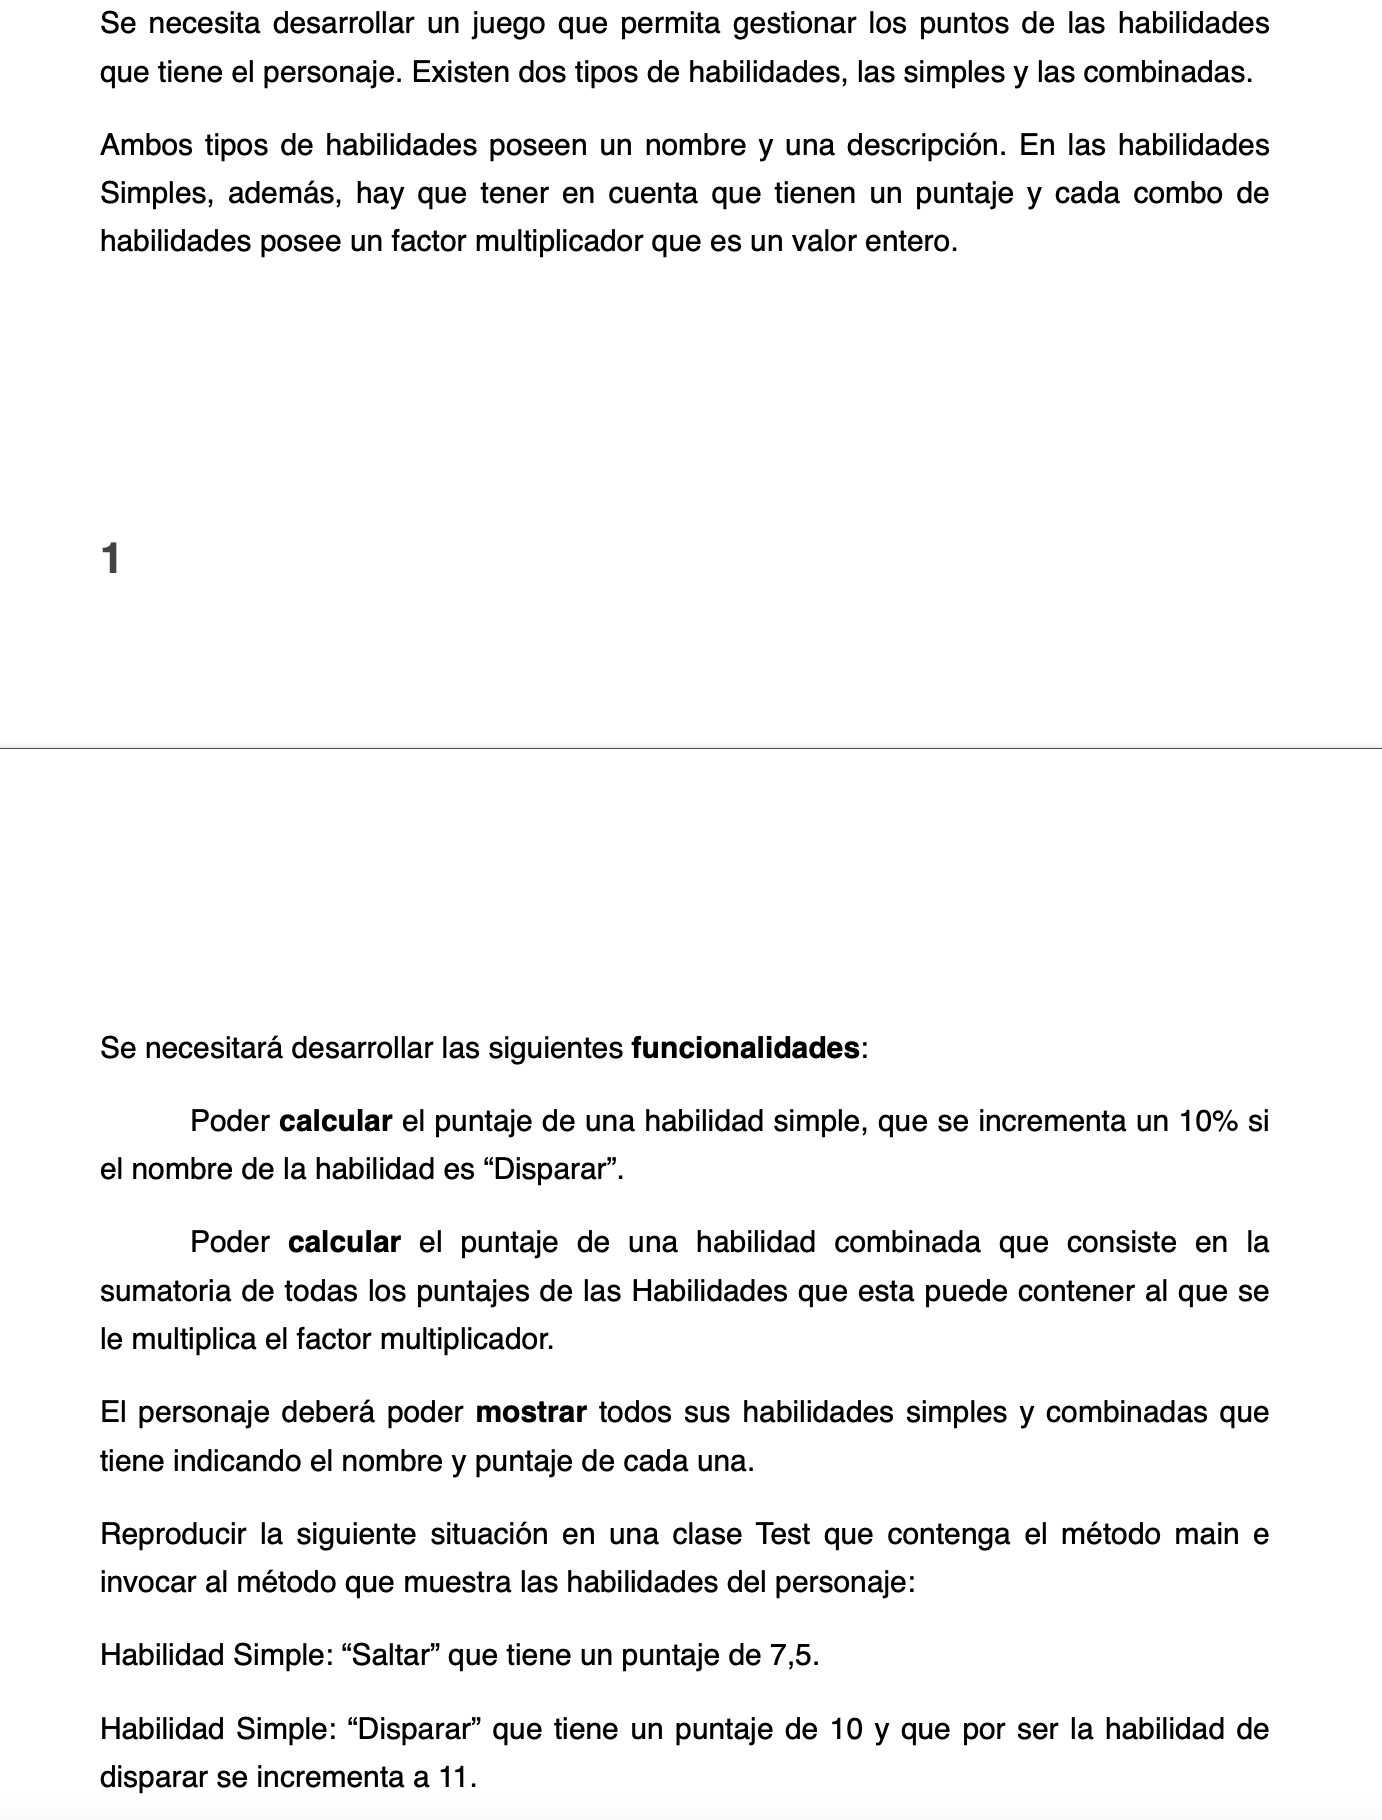 Se necesita desarrollar un juego que permita gestionar los puntos de las habilidades
que tiene el personaje. Existen dos tipos de habilidades, las simples y las combinadas.
Ambos tipos de habilidades poseen un nombre y una descripción. En las habilidades
Simples, además, hay que tener en cuenta que tienen un puntaje y cada combo de
habilidades posee un factor multiplicador que es un valor entero.
1
Se necesitará desarrollar las siguientes funcionalidades:
Poder calcular el puntaje de una habilidad simple, que se incrementa un 10% si
el nombre de la habilidad es “Disparar”.
Poder calcular el puntaje de una habilidad combinada que consiste en la
sumatoria de todas los puntajes de las Habilidades que esta puede contener al que se
le multiplica el factor multiplicador.
El personaje deberá poder mostrar todos sus habilidades simples y combinadas que
tiene indicando el nombre y puntaje de cada una.
Reproducir la siguiente situación en una clase Test que contenga el método main e
invocar al método que muestra las habilidades del personaje:
Habilidad Simple: “Saltar” que tiene un puntaje de 7,5.
Habilidad Simple: “Disparar” que tiene un puntaje de 10 y que por ser la habilidad de
disparar se incrementa a 11.